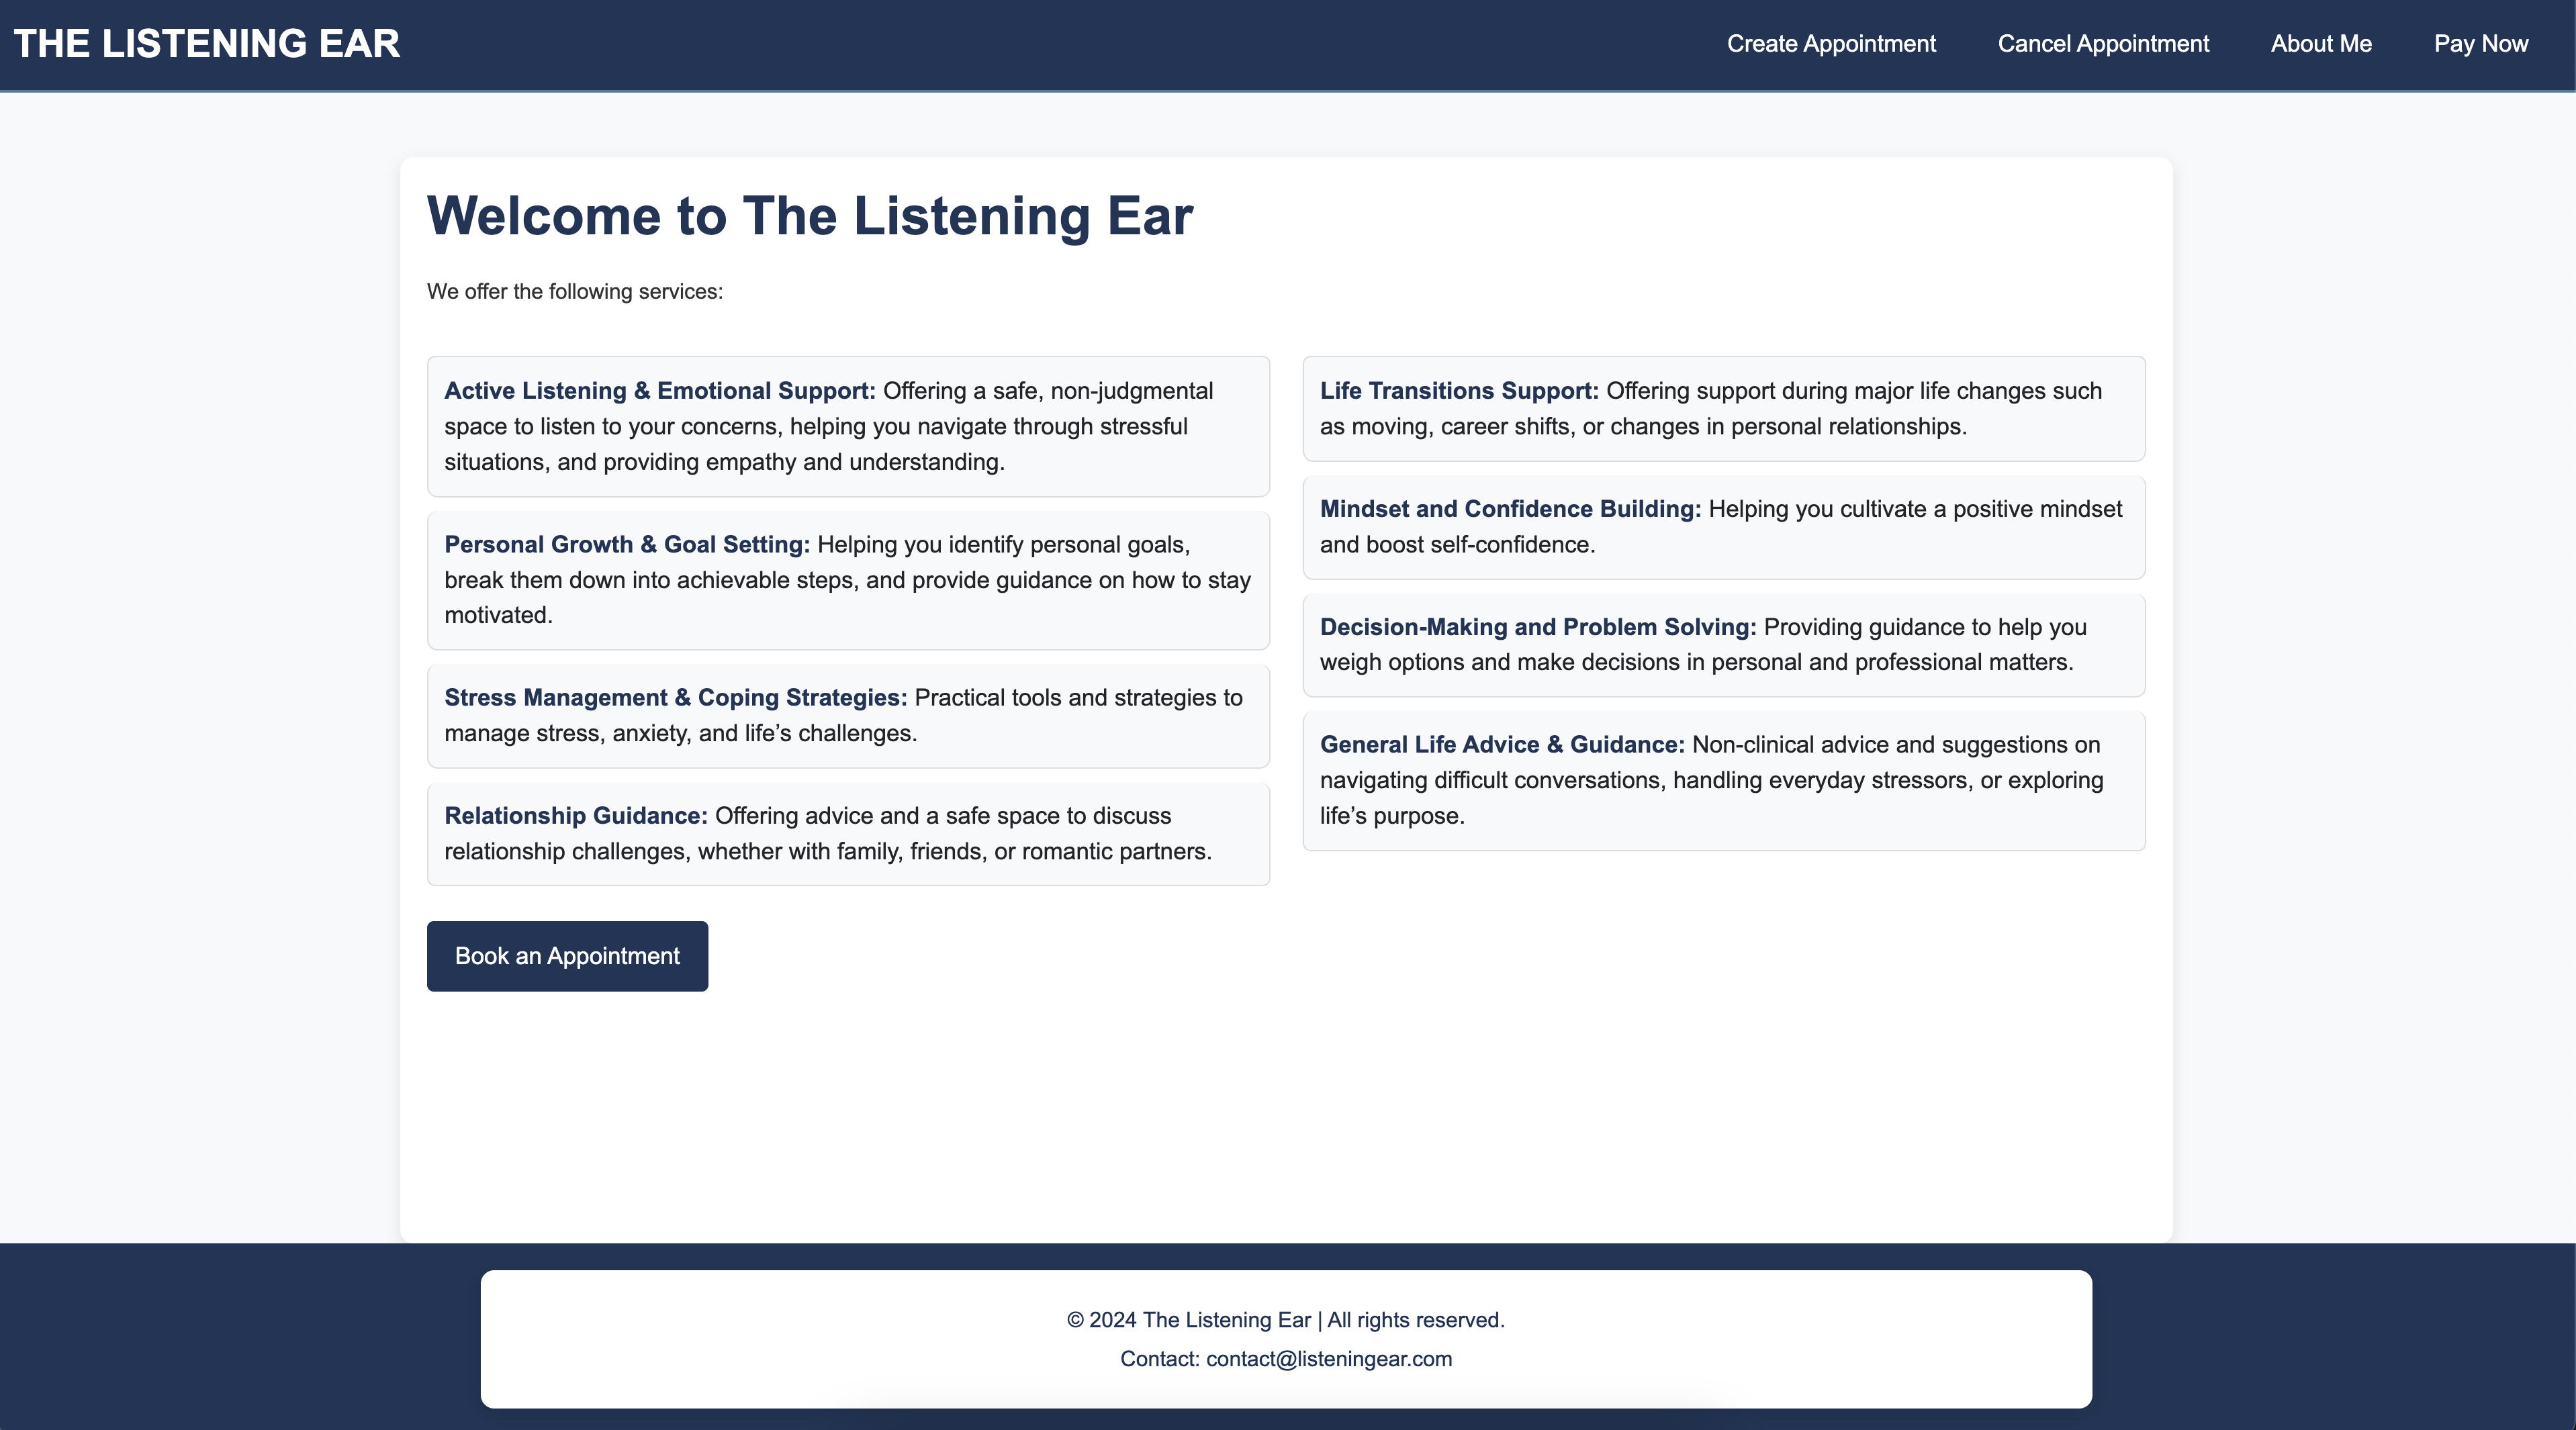 THE LISTENING EAR
Create Appointment
Cancel Appointment
About Me
Pay Now
Welcome to The Listening Ear
We offer the following services:
Active Listening & Emotional Support: Offering a safe, non-judgmental
space to listen to your concerns, helping you navigate through stressful
situations, and providing empathy and understanding.
Personal Growth & Goal Setting: Helping you identify personal goals,
break them down into achievable steps, and provide guidance on how to stay
motivated.
Stress Management & Coping Strategies: Practical tools and strategies to
manage stress, anxiety, and life’s challenges.
Relationship Guidance: Offering advice and a safe space to discuss
relationship challenges, whether with family, friends, or romantic partners.
Life Transitions Support: Offering support during major life changes such
as moving, career shifts, or changes in personal relationships.
Mindset and Confidence Building: Helping you cultivate a positive mindset
and boost self-confidence.
Decision-Making and Problem Solving: Providing guidance to help you
weigh options and make decisions in personal and professional matters.
General Life Advice & Guidance: Non-clinical advice and suggestions on
navigating difficult conversations, handling everyday stressors, or exploring
life’s purpose.
Book an Appointment
© 2024 The Listening Ear | All rights reserved.
Contact: contact@listeningear.com